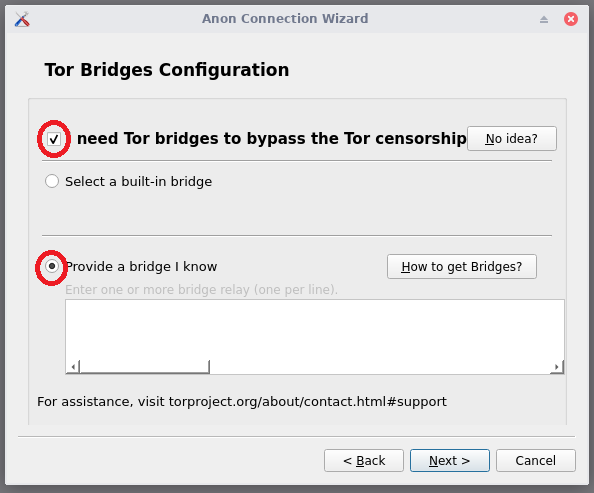 Anon Connection Wizard
Tor Bridges Configuration
need Tor bridges to bypass the Tor censorship
No idea?
Select a built-in bridge
Provide a bridge I know
How to get Bridges?
Enter one or more bridge relay (one per line).
For assistance, visit torproject.org/about/contact.html#support
< Back
Next >
Cancel